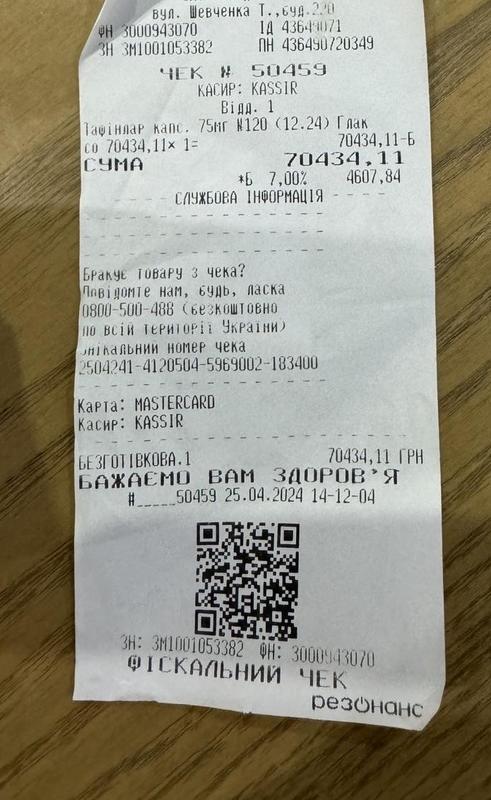 вул. Шевченка Т.,буд.220
ФН 3000943070 ІД 43649071
ЗН ЗМ1001053382 ПН 436490720349
ЧЕК № 50459
КАСИР: KASSIR
Відд. 1
Тафінлар капс. 75мг N120 (12.24) Глак
со 70434,11× 1= 70434,11-Б
СУМА 70434,11
*Б 7,00% 4607,84
СЛУЖБОВА ІНФОРМАЦІЯ
Бракує товару з чека?
Повідомте нам, будь, ласка
0800-500-488 (безкоштовно
по всій території України)
Унікальний номер чека
2504241-4120504-5969002-183400
Карта: MASTERCARD
Касир: KASSIR
БЕЗГОТІВКОВА.1 70434,11 ГРН
БАЖАЄМО ВАМ ЗДОРОВ'Я
#_____50459 25.04.2024 14-12-04
ЗН: ЗМ1001053382 ФН: 3000943070
ФІСКАЛЬНИЙ ЧЕК
резонанс